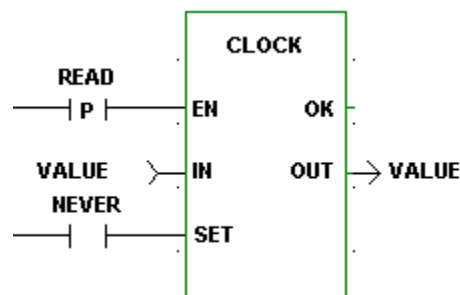 CLOCK
READ
P
EN OK
VALUE IN OUT VALUE
NEVER
SET